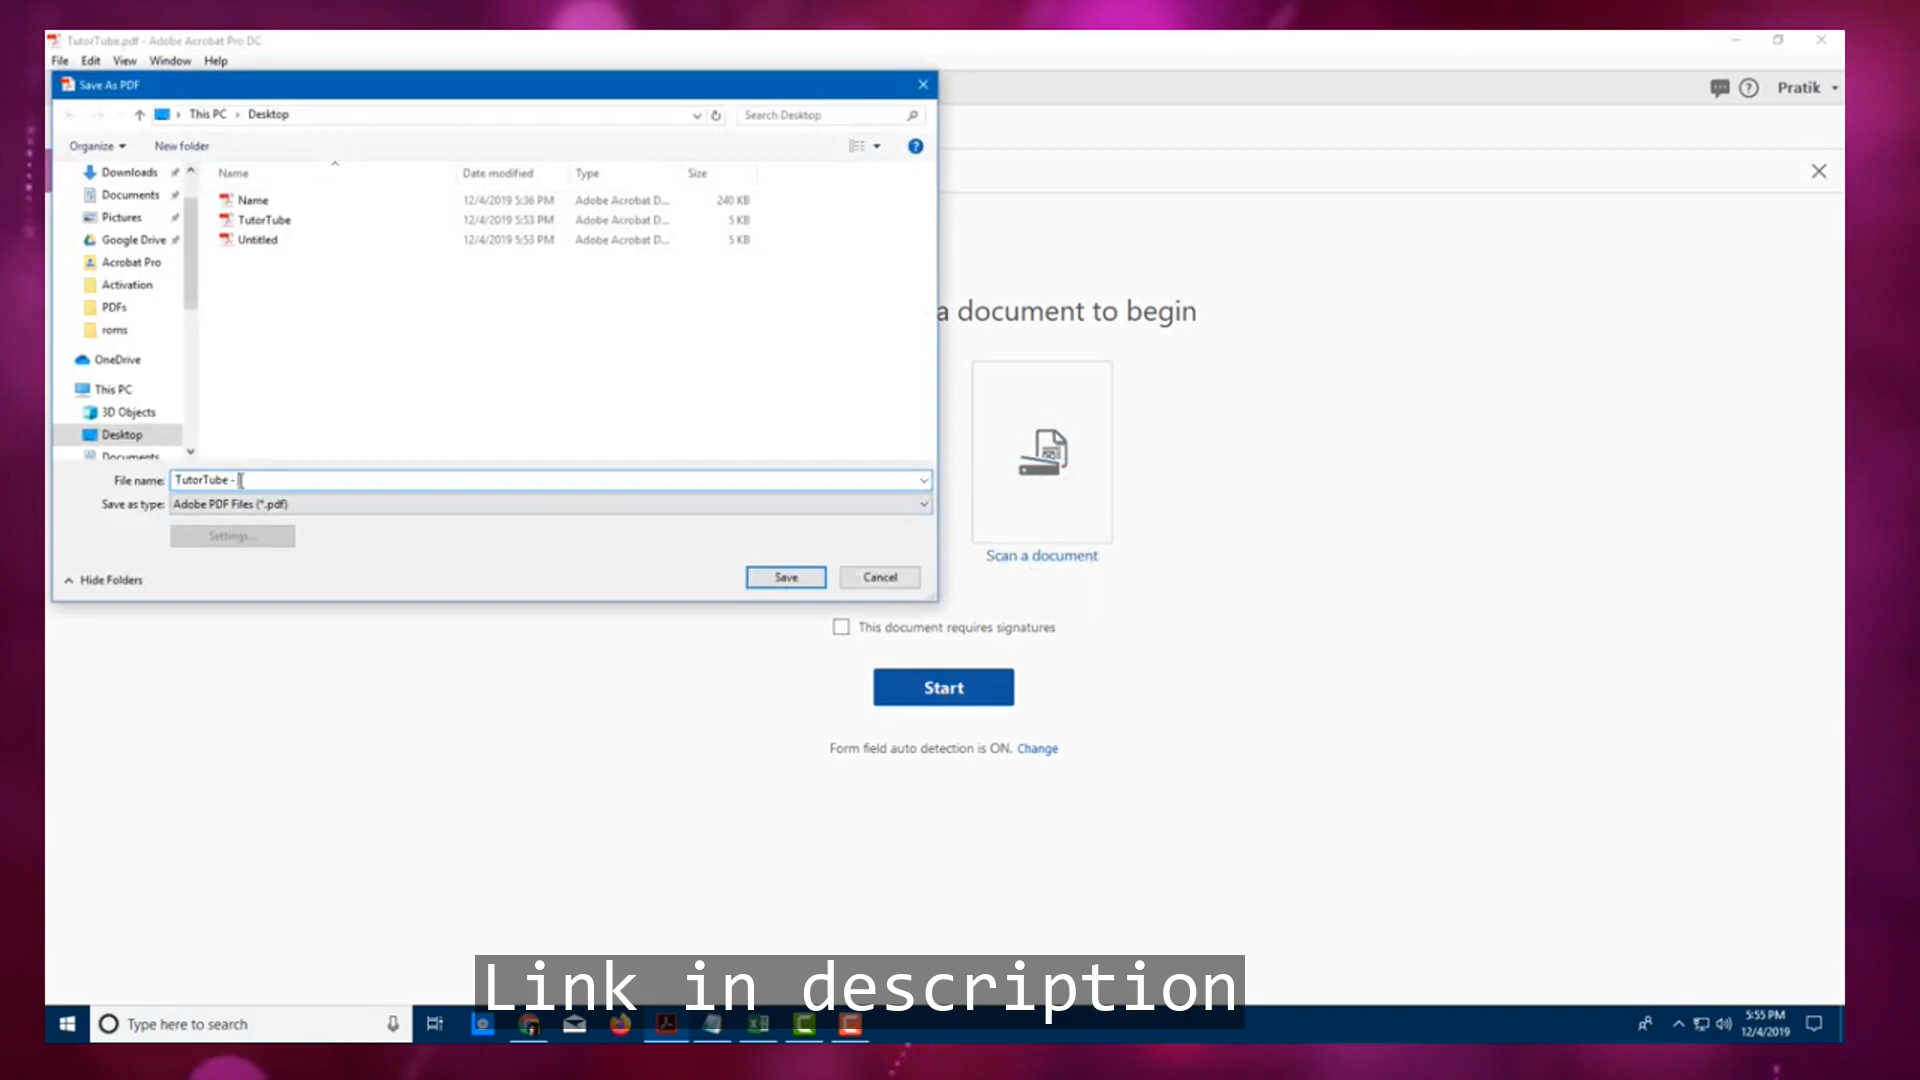 TutorTube.pdf - Adobe Acrobat Pro DC
File Edit View Window Help
Save As PDF
Pratik
This PC › Desktop
Search Desktop
Organize New folder
Name Date modified Type Size
Downloads
Documents
Pictures
Google Drive
Acrobat Pro
Activation
PDFs
roms
OneDrive
This PC
3D Objects
Desktop
Documents
Name 12/4/2019 5:36 PM Adobe Acrobat D... 240 KB
TutorTube 12/4/2019 5:53 PM Adobe Acrobat D... 5 KB
Untitled 12/4/2019 5:53 PM Adobe Acrobat D... 5 KB
File name: TutorTube -
Save as type: Adobe PDF Files (*.pdf)
Settings...
Hide Folders
Save Cancel
a document to begin
Scan a document
This document requires signatures
Start
Form field auto detection is ON. Change
Link in description
Type here to search
5:55 PM
12/4/2019